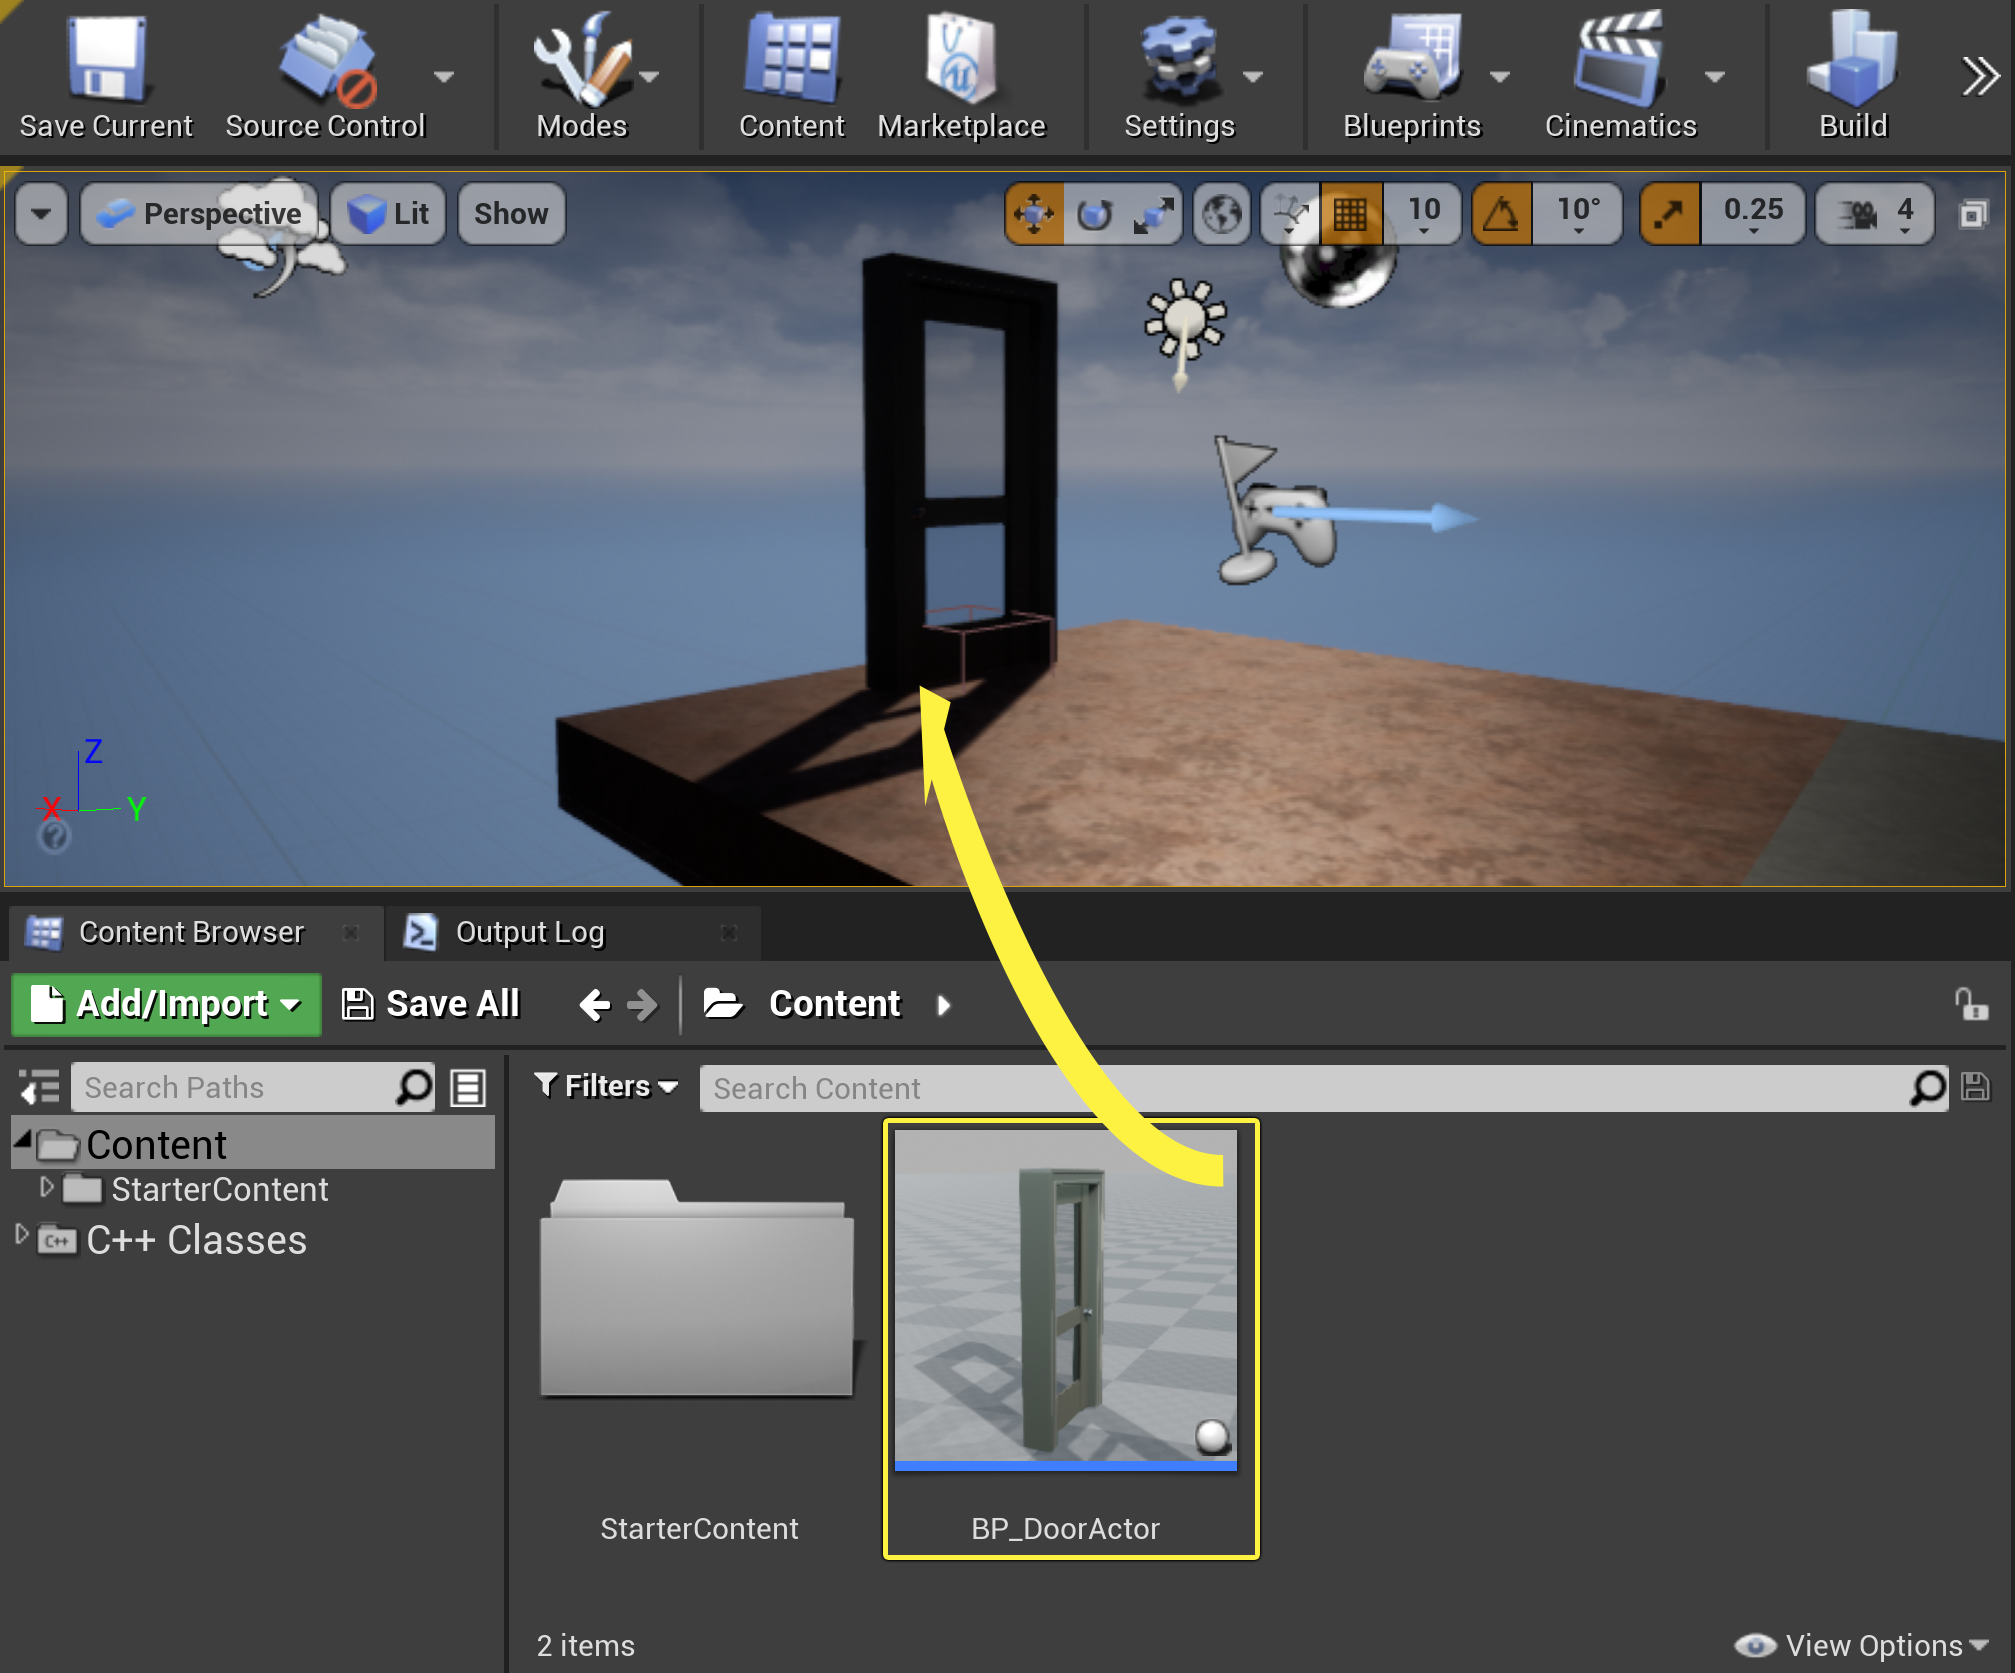 Save Current
Source Control
Modes
Content
Marketplace
Settings
Blueprints
Cinematics
Build
Perspective
Lit
Show
10
10°
0.25
4
Z
X
Y
?
Content Browser
Output Log
Add/Import
Save All
Content
Search Paths
Filters
Search Content
Content
StarterContent
C++
C++ Classes
StarterContent
BP_DoorActor
2 items
View Options